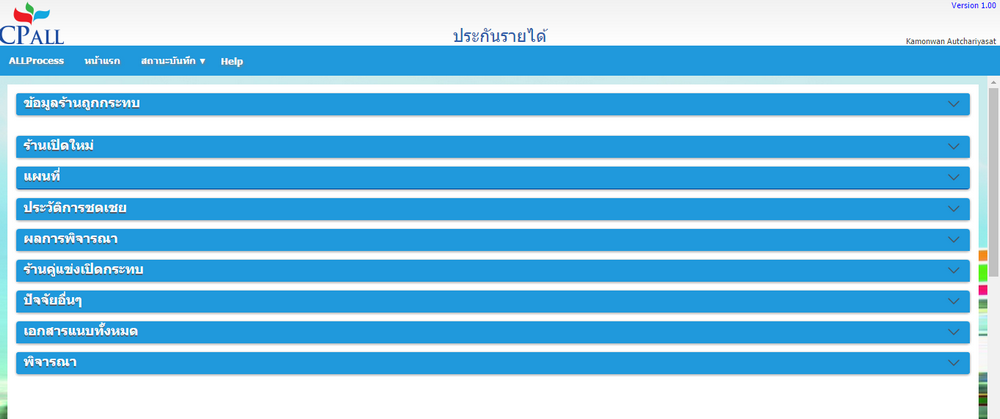 Version 1.00
CPALL
ประกันรายได้
Kamonwan Autchariyasat
ALLProcess หน้าแรก สถานะบันทึก ▼ Help
ข้อมูลร้านถูกกระทบ
ร้านเปิดใหม่
แผนที่
ประวัติการชดเชย
ผลการพิจารณา
ร้านคู่แข่งเปิดกระทบ
ปัจจัยอื่นๆ
เอกสารแนบทั้งหมด
พิจารณา